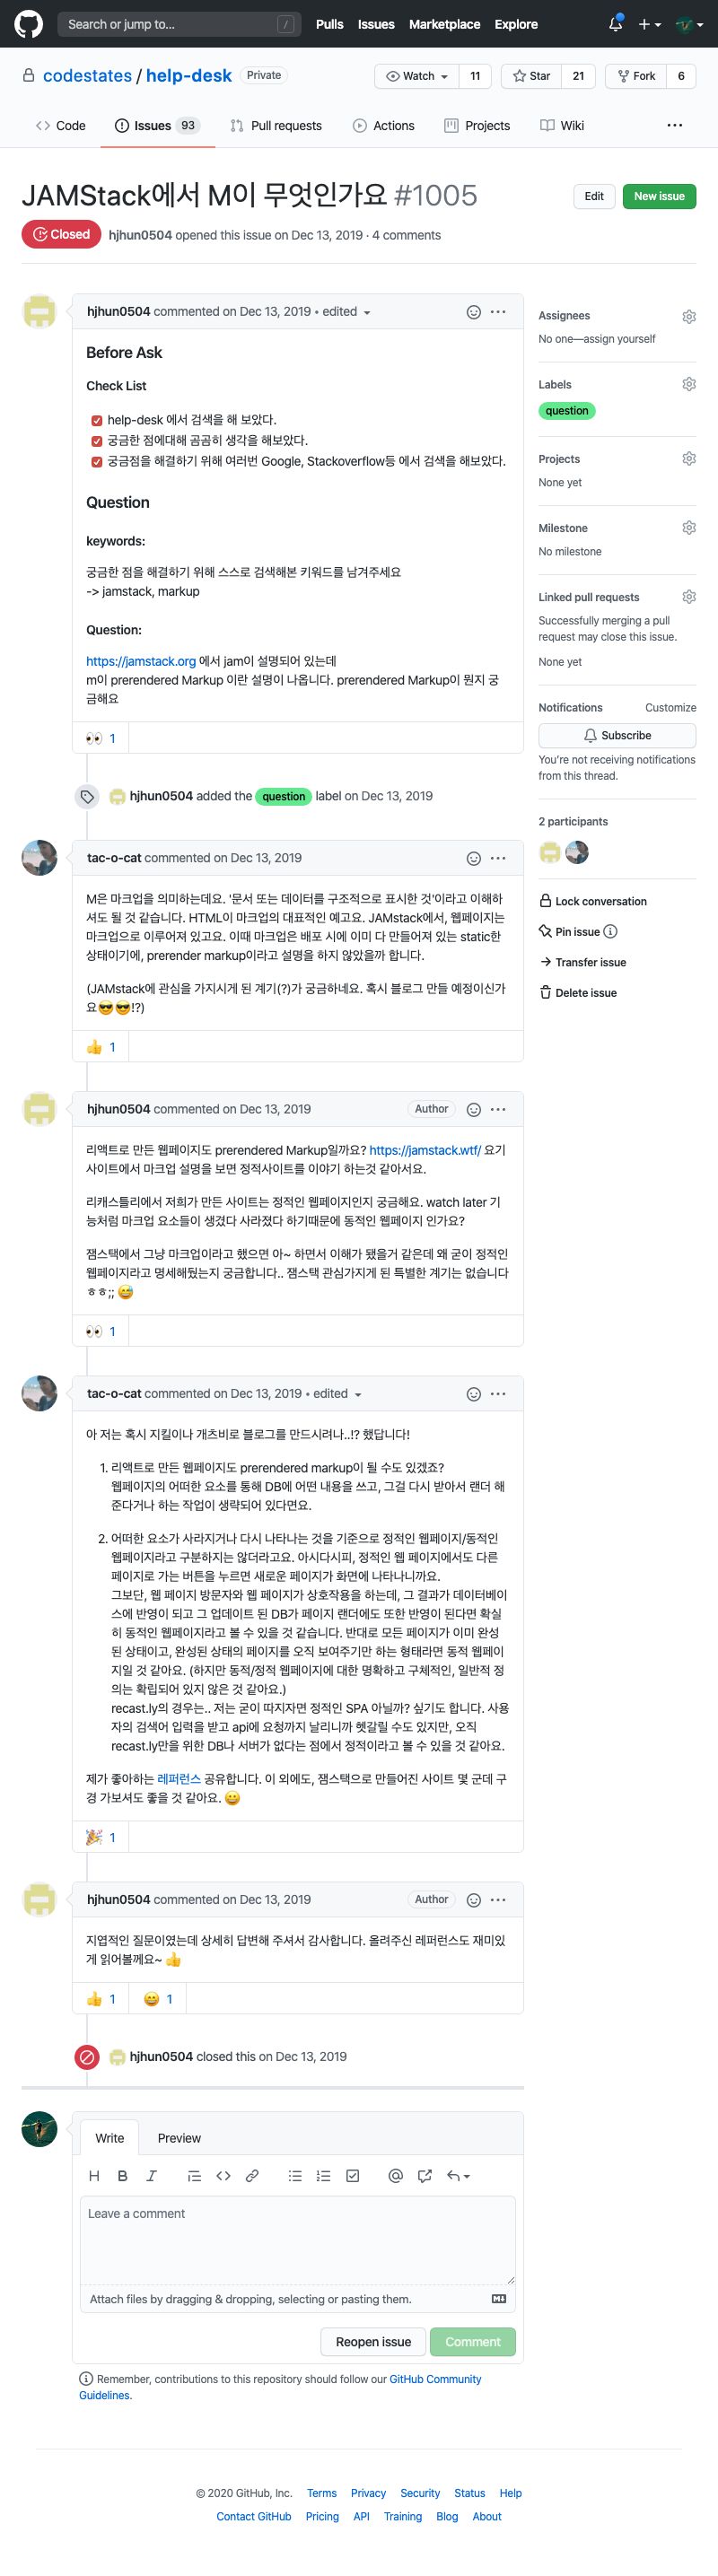 Search or jump to... /
Pulls Issues Marketplace Explore
codestates / help-desk Private
Watch 11 Star 21 Fork 6
Code Issues 93 Pull requests Actions Projects Wiki ...
JAMStack에서 M이 무엇인가요 #1005
Edit New issue
Closed hjhun0504 opened this issue on Dec 13, 2019 · 4 comments
hjhun0504 commented on Dec 13, 2019 • edited
Before Ask
Check List
help-desk 에서 검색을 해 보았다.
궁금한 점에대해 곰곰히 생각을 해보았다.
궁금점을 해결하기 위해 여러번 Google, Stackoverflow등 에서 검색을 해보았다.
Question
keywords:
궁금한 점을 해결하기 위해 스스로 검색해본 키워드를 남겨주세요
-> jamstack, markup
Question:
https://jamstack.org 에서 jam이 설명되어 있는데
m이 prerendered Markup 이란 설명이 나옵니다. prerendered Markup이 뭔지 궁
금해요
👀 1
hjhun0504 added the question label on Dec 13, 2019
tac-o-cat commented on Dec 13, 2019
M은 마크업을 의미하는데요. '문서 또는 데이터를 구조적으로 표시한 것'이라고 이해하
셔도 될 것 같습니다. HTML이 마크업의 대표적인 예고요. JAMstack에서, 웹페이지는
마크업으로 이루어져 있고요. 이때 마크업은 배포 시에 이미 다 만들어져 있는 static한
상태이기에, prerender markup이라고 설명을 하지 않았을까 합니다.
(JAMstack에 관심을 가지시게 된 계기(?)가 궁금하네요. 혹시 블로그 만들 예정이신가
요😎😎!?)
👍 1
hjhun0504 commented on Dec 13, 2019 Author
리액트로 만든 웹페이지도 prerendered Markup일까요? https://jamstack.wtf/ 요기
사이트에서 마크업 설명을 보면 정적사이트를 이야기 하는것 같아서요.
리캐스틀리에서 저희가 만든 사이트는 정적인 웹페이지인지 궁금해요. watch later 기
능처럼 마크업 요소들이 생겼다 사라졌다 하기때문에 동적인 웹페이지 인가요?
잼스택에서 그냥 마크업이라고 했으면 아~ 하면서 이해가 됐을거 같은데 왜 굳이 정적인
웹페이지라고 명세해뒀는지 궁금합니다.. 잼스택 관심가지게 된 특별한 계기는 없습니다
ㅎㅎ;; 😅
👀 1
tac-o-cat commented on Dec 13, 2019 • edited
아 저는 혹시 지킬이나 개츠비로 블로그를 만드시려나..!? 했답니다!
1. 리액트로 만든 웹페이지도 prerendered markup이 될 수도 있겠죠?
웹페이지의 어떠한 요소를 통해 DB에 어떤 내용을 쓰고, 그걸 다시 받아서 랜더 해
준다거나 하는 작업이 생략되어 있다면요.
2. 어떠한 요소가 사라지거나 다시 나타나는 것을 기준으로 정적인 웹페이지/동적인
웹페이지라고 구분하지는 않더라고요. 아시다시피, 정적인 웹 페이지에서도 다른
페이지로 가는 버튼을 누르면 새로운 페이지가 화면에 나타나니까요.
그보단, 웹 페이지 방문자와 웹 페이지가 상호작용을 하는데, 그 결과가 데이터베이
스에 반영이 되고 그 업데이트 된 DB가 페이지 랜더에도 또한 반영이 된다면 확실
히 동적인 웹페이지라고 볼 수 있을 것 같습니다. 반대로 모든 페이지가 이미 완성
된 상태이고, 완성된 상태의 페이지를 오직 보여주기만 하는 형태라면 동적 웹페이
지일 것 같아요. (하지만 동적/정적 웹페이지에 대한 명확하고 구체적인, 일반적 정
의는 확립되어 있지 않은 것 같아요.)
recast.ly의 경우는.. 저는 굳이 따지자면 정적인 SPA 아닐까? 싶기도 합니다. 사용
자의 검색어 입력을 받고 api에 요청까지 날리니까 헷갈릴 수도 있지만, 오직
recast.ly만을 위한 DB나 서버가 없다는 점에서 정적이라고 볼 수 있을 것 같아요.
제가 좋아하는 레퍼런스 공유합니다. 이 외에도, 잼스택으로 만들어진 사이트 몇 군데 구
경 가보셔도 좋을 것 같아요. 😀
🎉 1
hjhun0504 commented on Dec 13, 2019 Author
지엽적인 질문이였는데 상세히 답변해 주셔서 감사합니다. 올려주신 레퍼런스도 재미있
게 읽어볼께요~ 👍
👍 1 😄 1
hjhun0504 closed this on Dec 13, 2019
Write Preview
Leave a comment
Attach files by dragging & dropping, selecting or pasting them.
Reopen issue Comment
Remember, contributions to this repository should follow our GitHub Community
Guidelines.
Assignees
No one—assign yourself
Labels
question
Projects
None yet
Milestone
No milestone
Linked pull requests
Successfully merging a pull
request may close this issue.
None yet
Notifications Customize
Subscribe
You're not receiving notifications
from this thread.
2 participants
Lock conversation
Pin issue
Transfer issue
Delete issue
© 2020 GitHub, Inc. Terms Privacy Security Status Help
Contact GitHub Pricing API Training Blog About